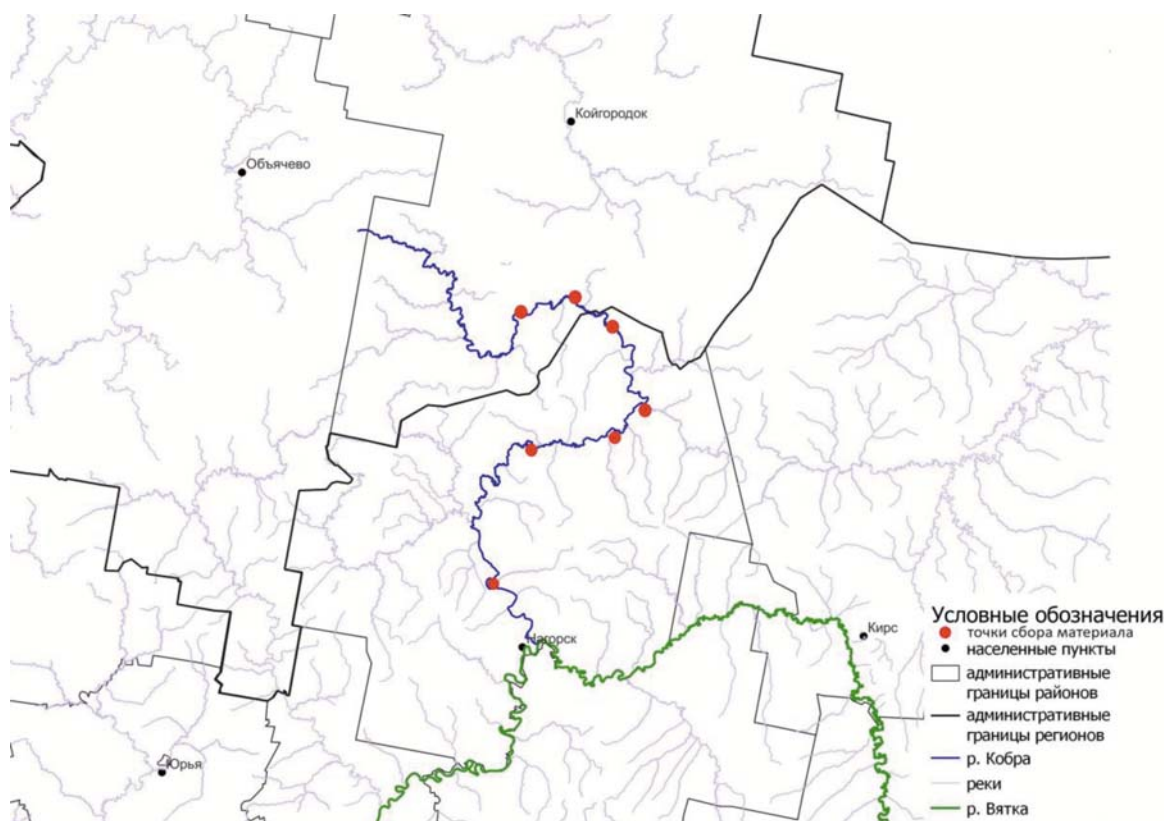 Койгородок
Объячево
Нагорск
Кирс
Юрья
Условные обозначения
точки сбора материала
населенные пункты
административные
границы районов
административные
границы регионов
р. Кобра
реки
р. Вятка